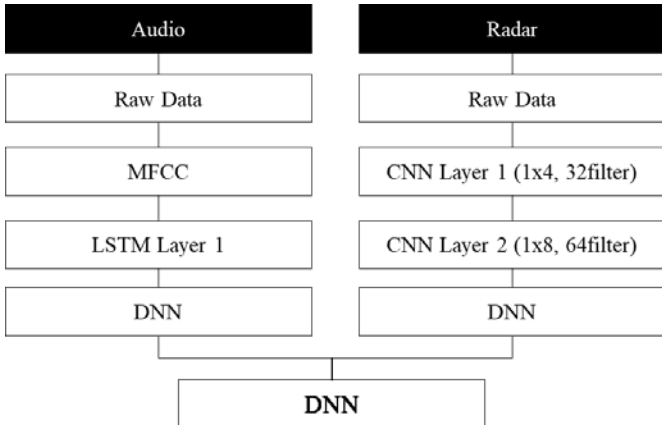 Audio
Radar
Raw Data
Raw Data
MFCC
CNN Layer 1 (1x4, 32filter)
LSTM Layer 1
CNN Layer 2 (1x8, 64filter)
DNN
DNN
DNN